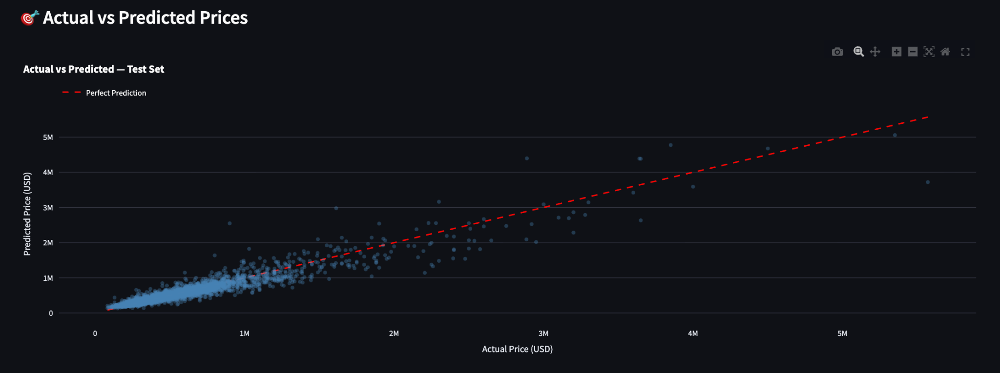 🎯 Actual vs Predicted Prices
Actual vs Predicted — Test Set
Perfect Prediction
5M
4M
3M
2M
1M
0
Predicted Price (USD)
0 1M 2M 3M 4M 5M
Actual Price (USD)